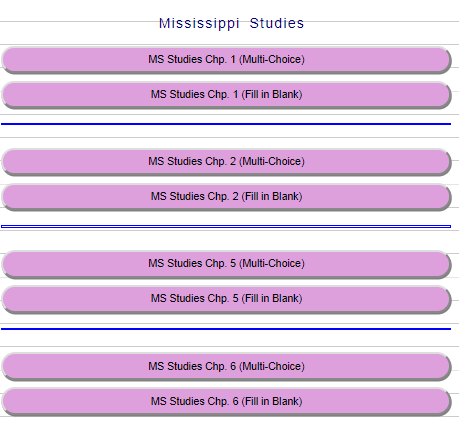 Mississippi Studies
MS Studies Chp. 1 (Multi-Choice)
MS Studies Chp. 1 (Fill in Blank)
MS Studies Chp. 2 (Multi-Choice)
MS Studies Chp. 2 (Fill in Blank)
MS Studies Chp. 5 (Multi-Choice)
MS Studies Chp. 5 (Fill in Blank)
MS Studies Chp. 6 (Multi-Choice)
MS Studies Chp. 6 (Fill in Blank)